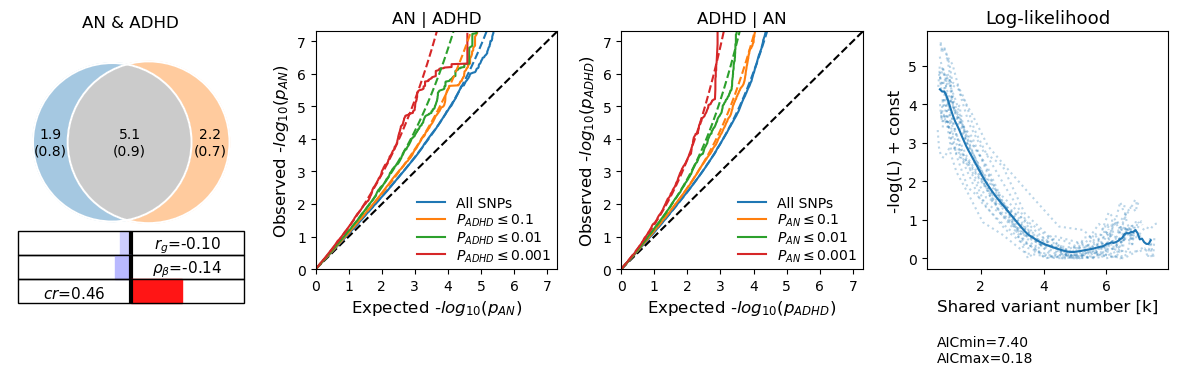 AN & ADHD
1.9
(0.8)
5.1
(0.9)
2.2
(0.7)
r_g=-0.10
ρ_β=-0.14
cr=0.46
AN | ADHD
Observed -log10(p_AN)
7
6
5
4
3
2
1
0
0 1 2 3 4 5 6 7
Expected -log10(p_AN)
All SNPs
P_ADHD ≤ 0.1
P_ADHD ≤ 0.01
P_ADHD ≤ 0.001
ADHD | AN
Observed -log10(p_ADHD)
7
6
5
4
3
2
1
0
0 1 2 3 4 5 6 7
Expected -log10(p_ADHD)
All SNPs
P_AN ≤ 0.1
P_AN ≤ 0.01
P_AN ≤ 0.001
Log-likelihood
-log(L) + const
5
4
3
2
1
0
2 4 6
Shared variant number [k]
AICmin=7.40
AICmax=0.18